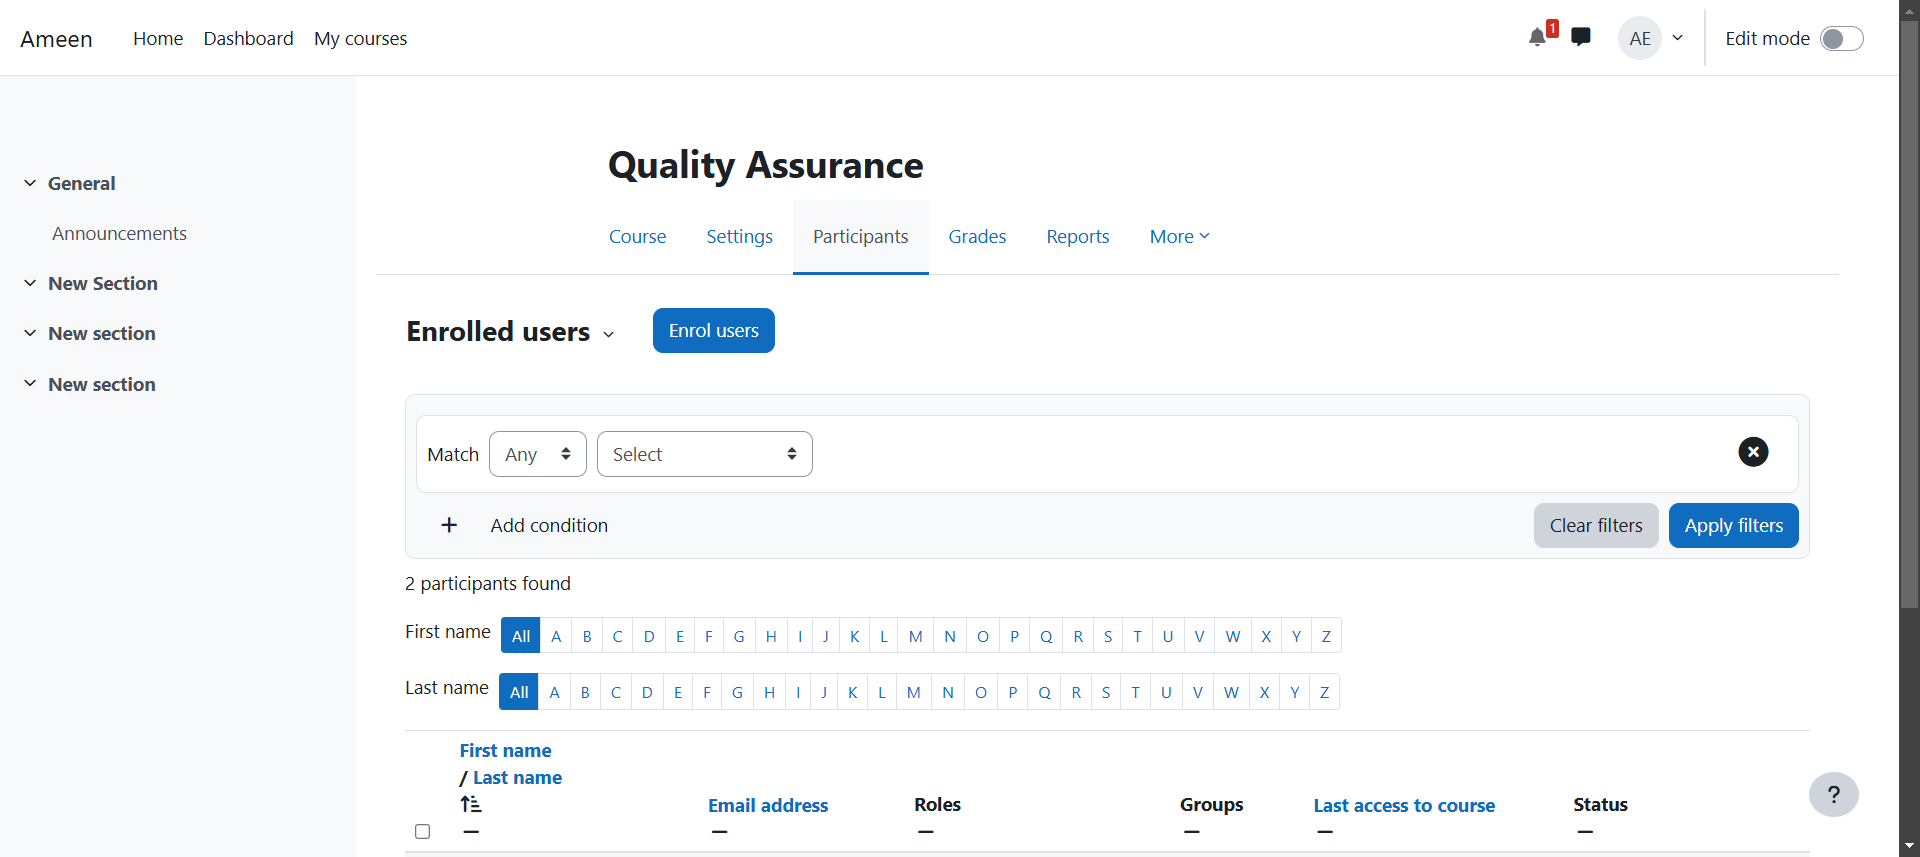 Ameen Home Dashboard My courses 1 AE Edit mode
General
Announcements
New Section
New section
New section
Quality Assurance
Course Settings Participants Grades Reports More
Enrolled users Enrol users
Match Any Select
+ Add condition Clear filters Apply filters
2 participants found
First name All A B C D E F G H I J K L M N O P Q R S T U V W X Y Z
Last name All A B C D E F G H I J K L M N O P Q R S T U V W X Y Z
First name
/ Last name
Email address Roles Groups Last access to course Status
?